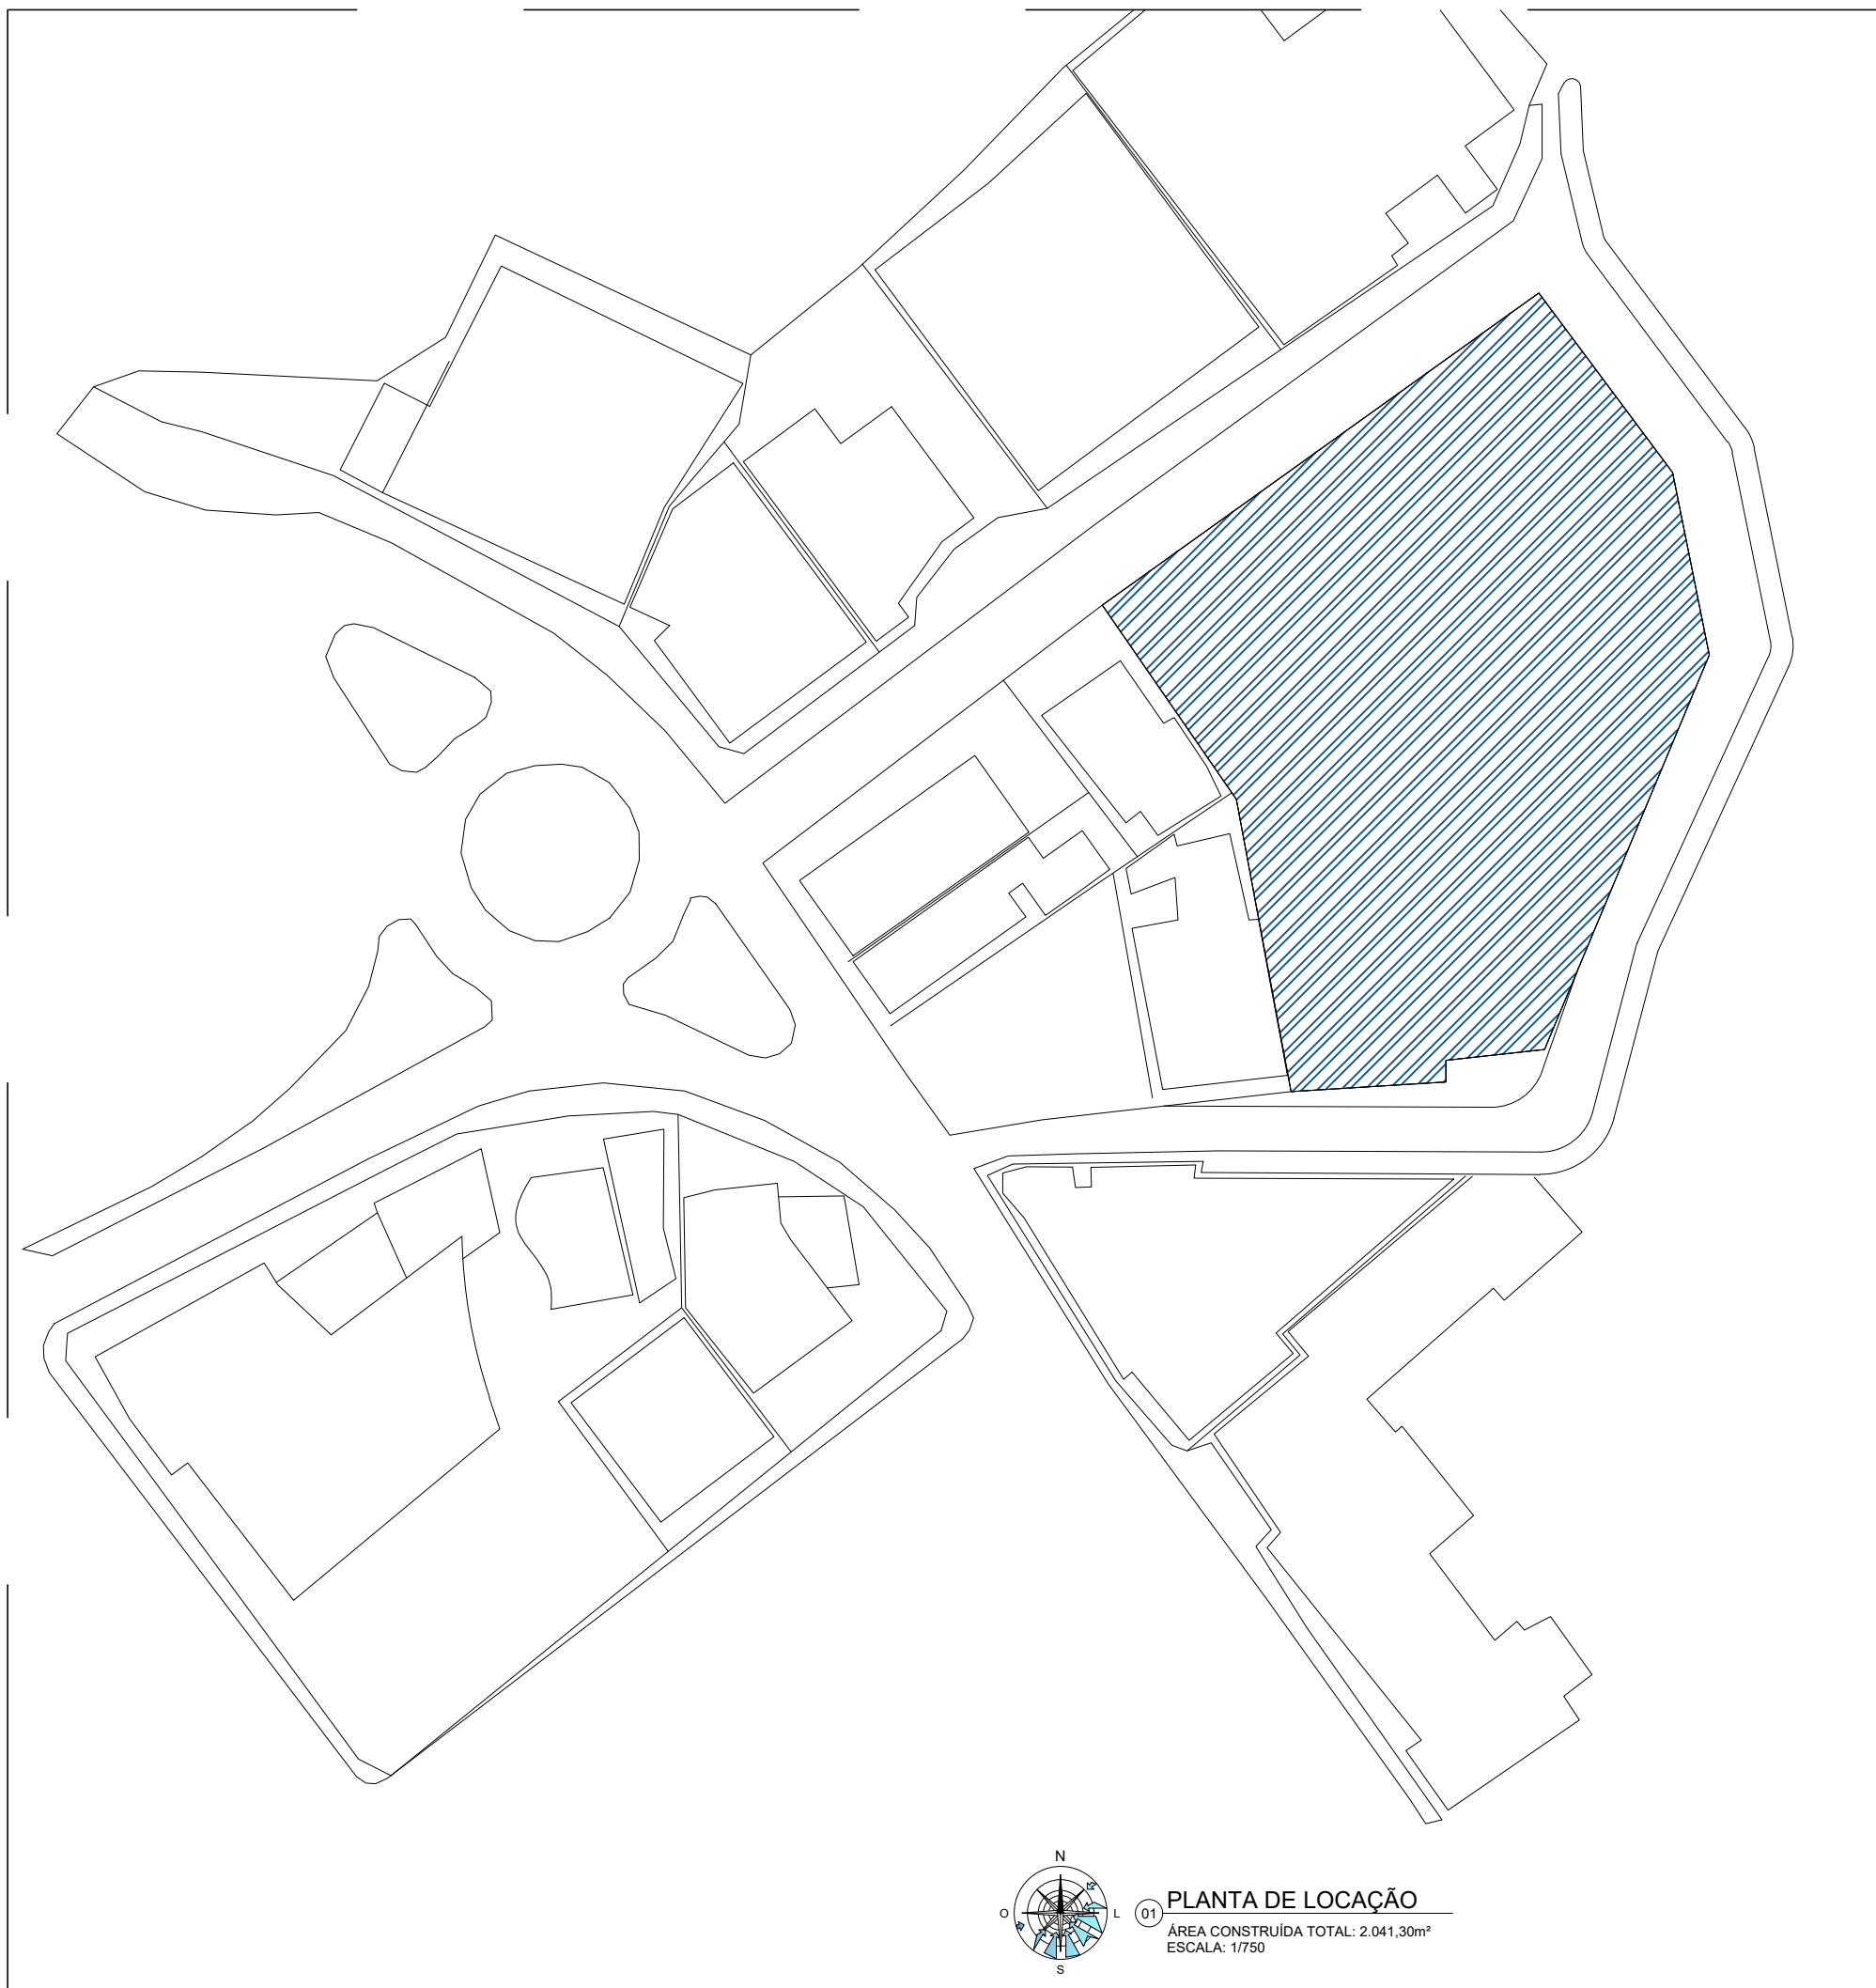 N
O
L
S
01
PLANTA DE LOCAÇÃO
ÁREA CONSTRUÍDA TOTAL: 2.041,30m²
ESCALA: 1/750